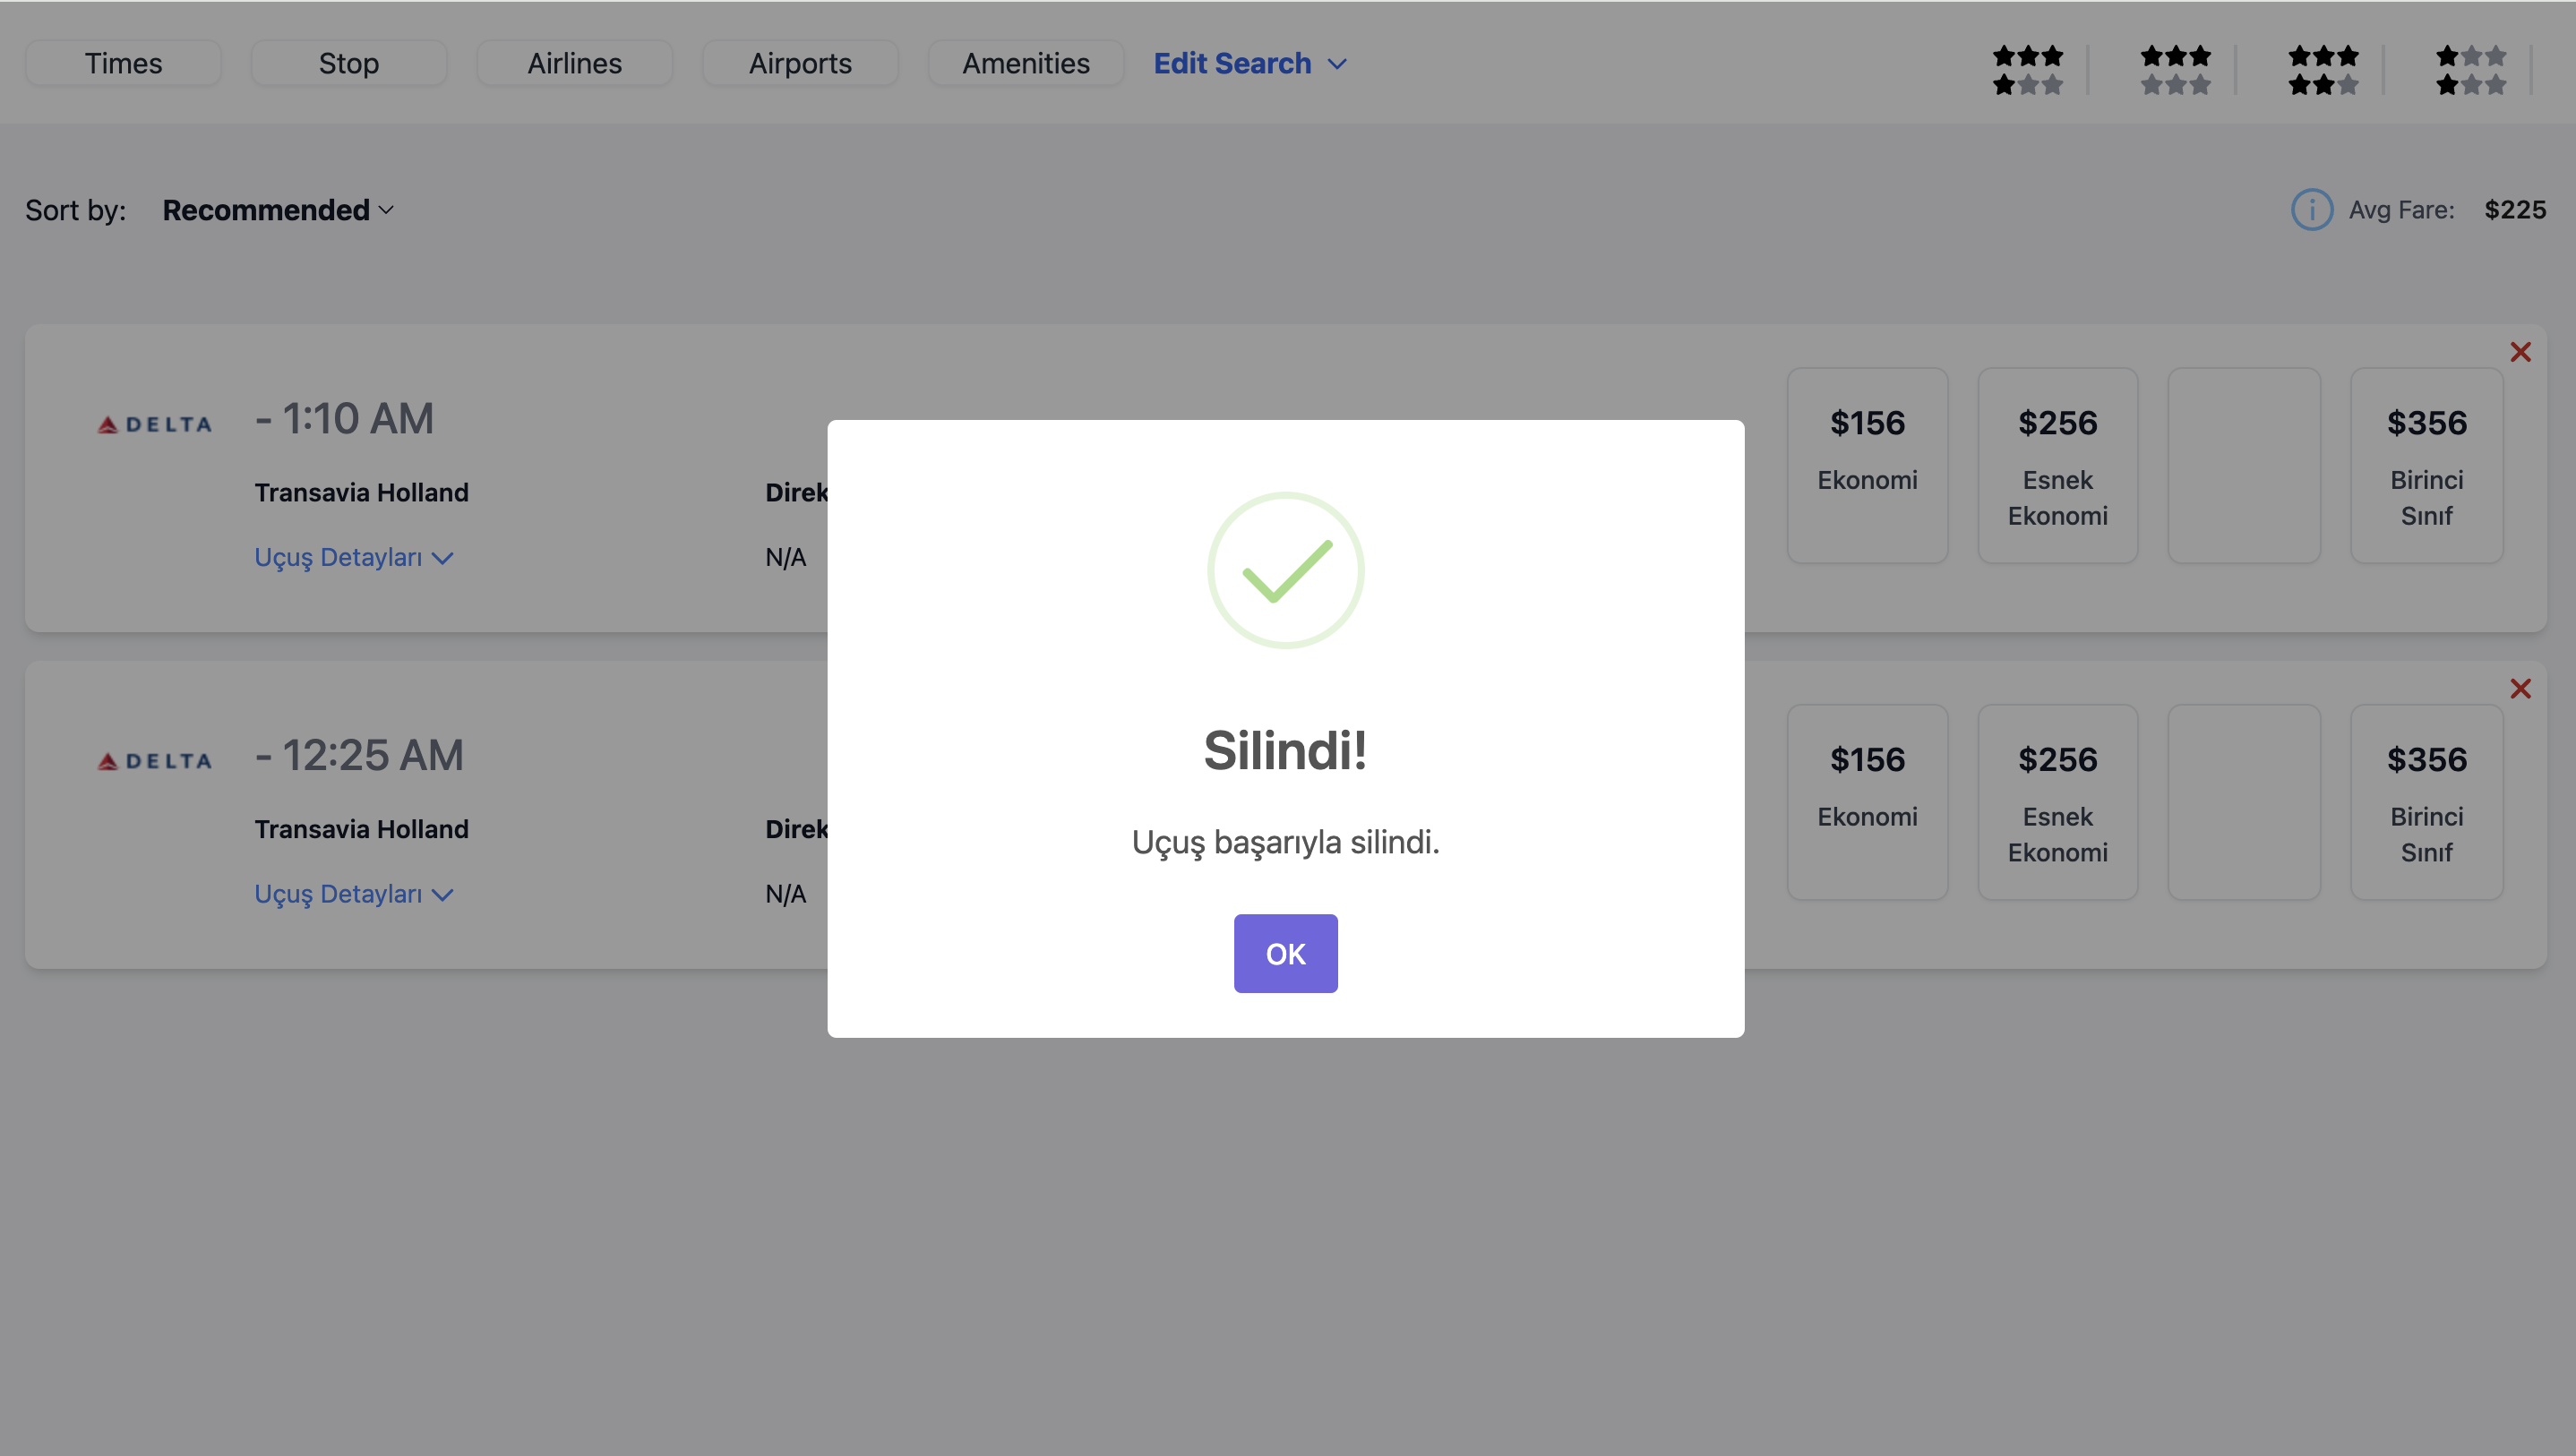 Times Stop Airlines Airports Amenities Edit Search
Sort by: Recommended
Avg Fare: $225
DELTA
- 1:10 AM
Transavia Holland
Uçuş Detayları
Direk
N/A
$156
Ekonomi
$256
Esnek
Ekonomi
$356
Birinci
Sınıf
DELTA
- 12:25 AM
Transavia Holland
Uçuş Detayları
Direk
N/A
$156
Ekonomi
$256
Esnek
Ekonomi
$356
Birinci
Sınıf
Silindi!
Uçuş başarıyla silindi.
OK